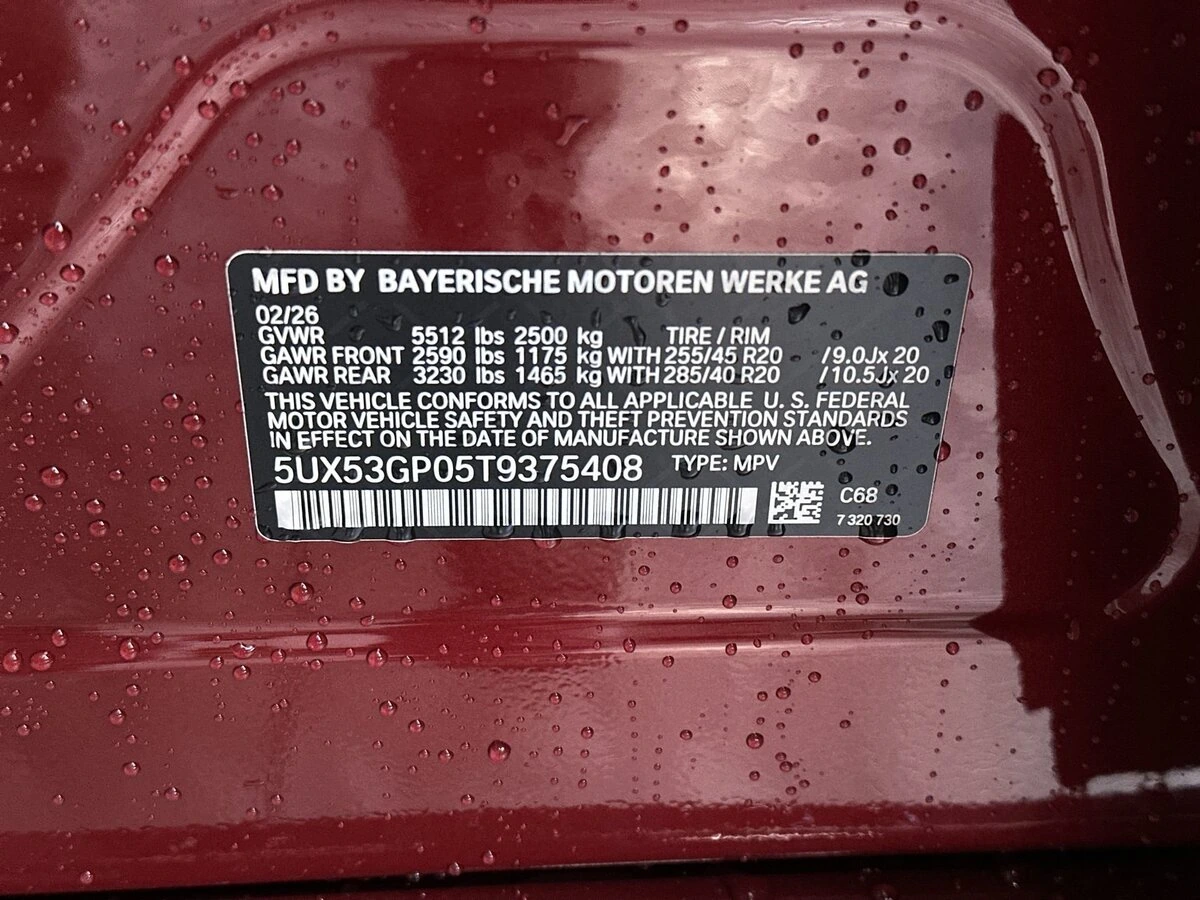 MFD BY BAYERISCHE MOTOREN WERKE AG
02/26
GVWR 5512 lbs 2500 kg TIRE / RIM
GAWR FRONT 2590 lbs 1175 kg WITH 255/45 R20 /9.0Jx 20
GAWR REAR 3230 lbs 1465 kg WITH 285/40 R20 /10.5Jx 20
THIS VEHICLE CONFORMS TO ALL APPLICABLE U. S. FEDERAL
MOTOR VEHICLE SAFETY AND THEFT PREVENTION STANDARDS
IN EFFECT ON THE DATE OF MANUFACTURE SHOWN ABOVE.
5UX53GP05T9375408 TYPE: MPV
C68
7 320 730